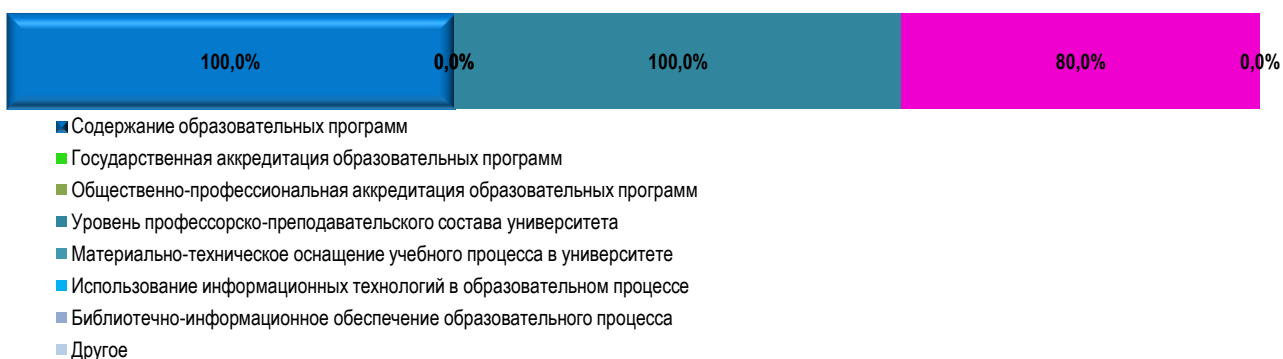 100,0% 0,0% 100,0% 80,0% 0,0%
Содержание образовательных программ
Государственная аккредитация образовательных программ
Общественно-профессиональная аккредитация образовательных программ
Уровень профессорско-преподавательского состава университета
Материально-техническое оснащение учебного процесса в университете
Использование информационных технологий в образовательном процессе
Библиотечно-информационное обеспечение образовательного процесса
Другое